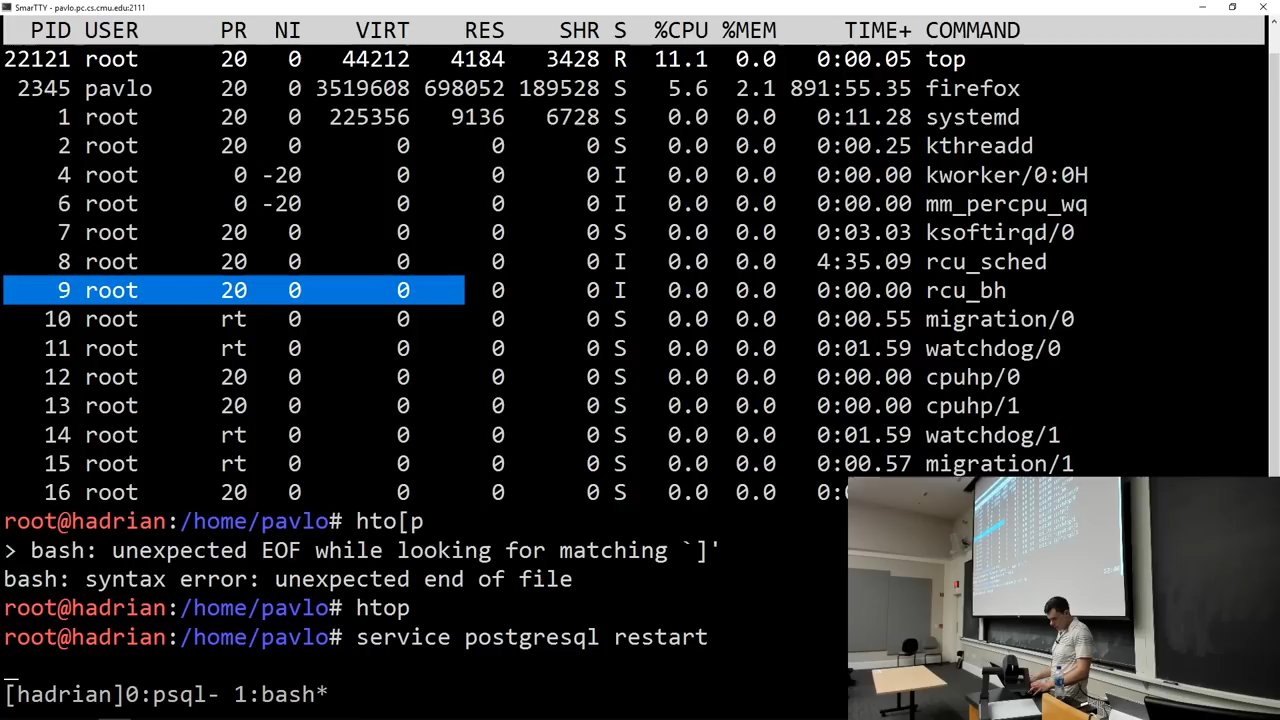 SmarTTY - pavlo.pc.cs.cmu.edu:2111
PID USER PR NI VIRT RES SHR S %CPU %MEM TIME+ COMMAND
22121 root 20 0 44212 4184 3428 R 11.1 0.0 0:00.05 top
2345 pavlo 20 0 3519608 698052 189528 S 5.6 2.1 891:55.35 firefox
1 root 20 0 225356 9136 6728 S 0.0 0.0 0:11.28 systemd
2 root 20 0 0 0 0 S 0.0 0.0 0:00.25 kthreadd
4 root 0 -20 0 0 0 I 0.0 0.0 0:00.00 kworker/0:0H
6 root 0 -20 0 0 0 I 0.0 0.0 0:00.00 mm_percpu_wq
7 root 20 0 0 0 0 S 0.0 0.0 0:03.03 ksoftirqd/0
8 root 20 0 0 0 0 I 0.0 0.0 4:35.09 rcu_sched
9 root 20 0 0 0 0 I 0.0 0.0 0:00.00 rcu_bh
10 root rt 0 0 0 0 S 0.0 0.0 0:00.55 migration/0
11 root rt 0 0 0 0 S 0.0 0.0 0:01.59 watchdog/0
12 root 20 0 0 0 0 S 0.0 0.0 0:00.00 cpuhp/0
13 root 20 0 0 0 0 S 0.0 0.0 0:00.00 cpuhp/1
14 root rt 0 0 0 0 S 0.0 0.0 0:01.59 watchdog/1
15 root rt 0 0 0 0 S 0.0 0.0 0:00.57 migration/1
16 root 20 0 0 0 0 S 0.0 0.0
root@hadrian:/home/pavlo# hto[p
> bash: unexpected EOF while looking for matching `]'
bash: syntax error: unexpected end of file
root@hadrian:/home/pavlo# htop
root@hadrian:/home/pavlo# service postgresql restart
[hadrian]0:psql- 1:bash*